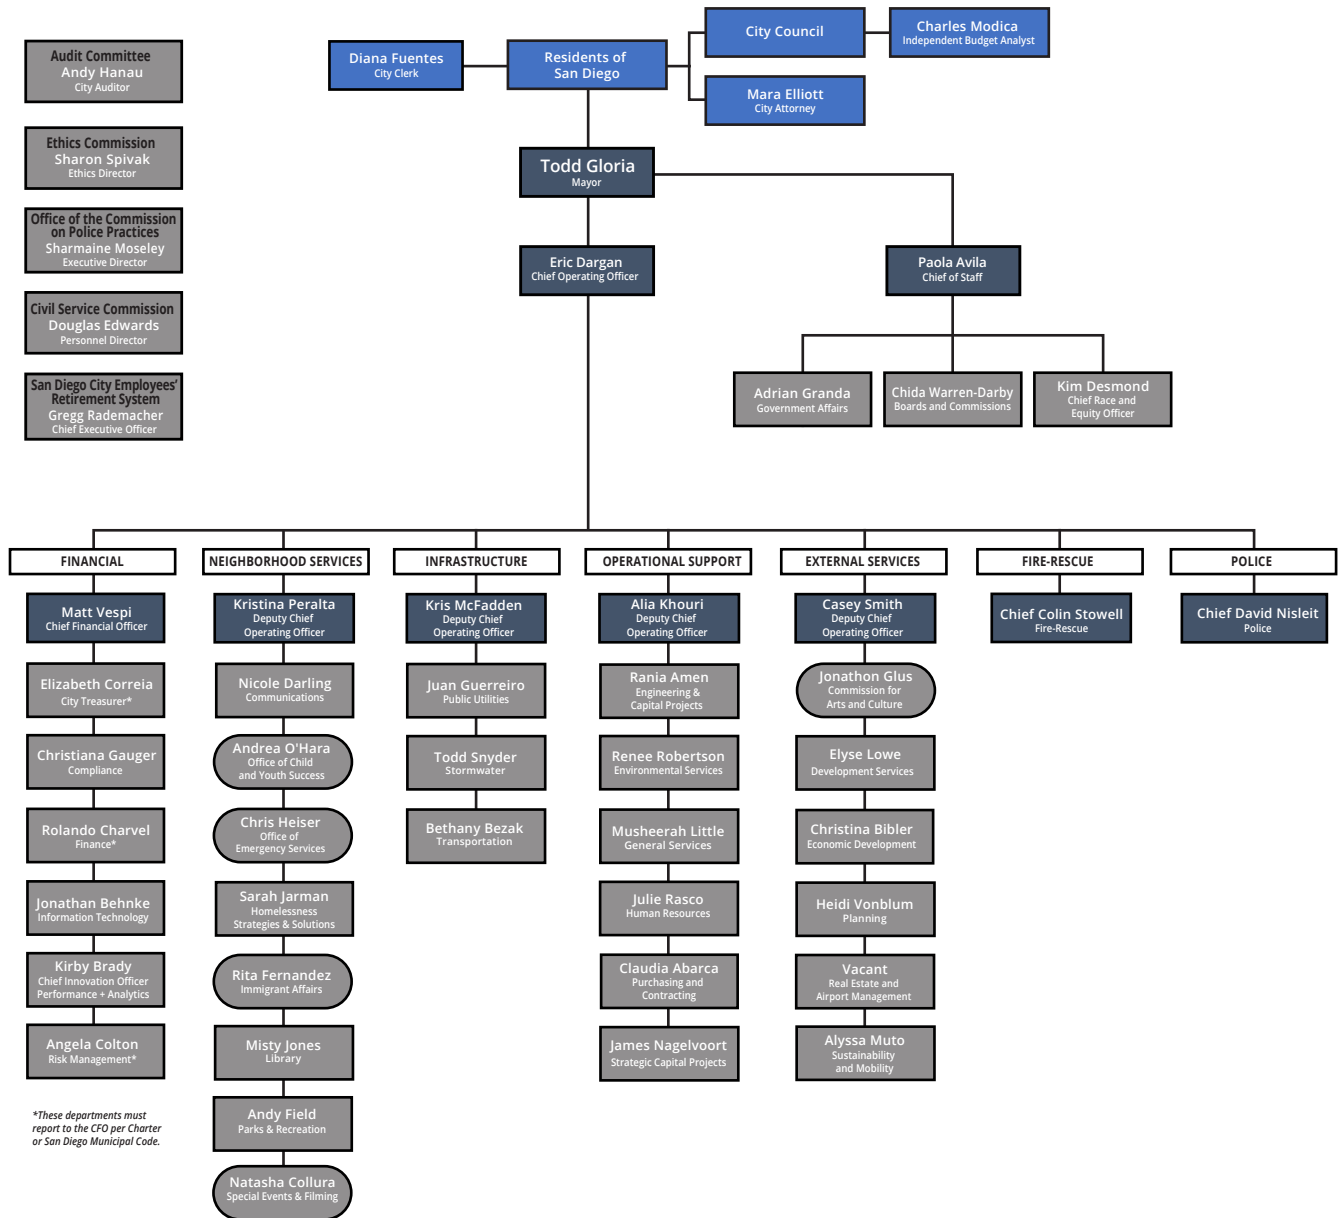 Audit Committee
Andy Hanau
City Auditor
Ethics Commission
Sharon Spivak
Ethics Director
Office of the Commission
on Police Practices
Sharmaine Moseley
Executive Director
Civil Service Commission
Douglas Edwards
Personnel Director
San Diego City Employees’
Retirement System
Gregg Rademacher
Chief Executive Officer
Diana Fuentes
City Clerk
Residents of
San Diego
City Council
Charles Modica
Independent Budget Analyst
Mara Elliott
City Attorney
Todd Gloria
Mayor
Eric Dargan
Chief Operating Officer
Paola Avila
Chief of Staff
Adrian Granda
Government Affairs
Chida Warren-Darby
Boards and Commissions
Kim Desmond
Chief Race and
Equity Officer
FINANCIAL
Matt Vespi
Chief Financial Officer
Elizabeth Correia
City Treasurer*
Christiana Gauger
Compliance
Rolando Charvel
Finance*
Jonathan Behnke
Information Technology
Kirby Brady
Chief Innovation Officer
Performance + Analytics
Angela Colton
Risk Management*
*These departments must
report to the CFO per Charter
or San Diego Municipal Code.
NEIGHBORHOOD SERVICES
Kristina Peralta
Deputy Chief
Operating Officer
Nicole Darling
Communications
Andrea O'Hara
Office of Child
and Youth Success
Chris Heiser
Office of
Emergency Services
Sarah Jarman
Homelessness
Strategies & Solutions
Rita Fernandez
Immigrant Affairs
Misty Jones
Library
Andy Field
Parks & Recreation
Natasha Collura
Special Events & Filming
INFRASTRUCTURE
Kris McFadden
Deputy Chief
Operating Officer
Juan Guerreiro
Public Utilities
Todd Snyder
Stormwater
Bethany Bezak
Transportation
OPERATIONAL SUPPORT
Alia Khouri
Deputy Chief
Operating Officer
Rania Amen
Engineering &
Capital Projects
Renee Robertson
Environmental Services
Musheerah Little
General Services
Julie Rasco
Human Resources
Claudia Abarca
Purchasing and
Contracting
James Nagelvoort
Strategic Capital Projects
EXTERNAL SERVICES
Casey Smith
Deputy Chief
Operating Officer
Jonathon Glus
Commission for
Arts and Culture
Elyse Lowe
Development Services
Christina Bibler
Economic Development
Heidi Vonblum
Planning
Vacant
Real Estate and
Airport Management
Alyssa Muto
Sustainability
and Mobility
FIRE-RESCUE
Chief Colin Stowell
Fire-Rescue
POLICE
Chief David Nisleit
Police